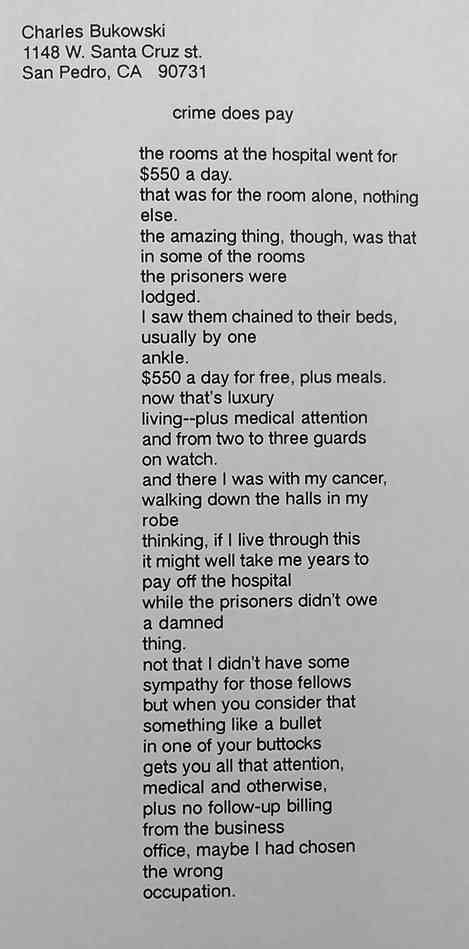 Charles Bukowski
1148 W. Santa Cruz st.
San Pedro, CA 90731
crime does pay
the rooms at the hospital went for
$550 a day.
that was for the room alone, nothing
else.
the amazing thing, though, was that
in some of the rooms
the prisoners were
lodged.
I saw them chained to their beds,
usually by one
ankle.
$550 a day for free, plus meals.
now that's luxury
living--plus medical attention
and from two to three guards
on watch.
and there I was with my cancer,
walking down the halls in my
robe
thinking, if I live through this
it might well take me years to
pay off the hospital
while the prisoners didn't owe
a damned
thing.
not that I didn't have some
sympathy for those fellows
but when you consider that
something like a bullet
in one of your buttocks
gets you all that attention,
medical and otherwise,
plus no follow-up billing
from the business
office, maybe I had chosen
the wrong
occupation.